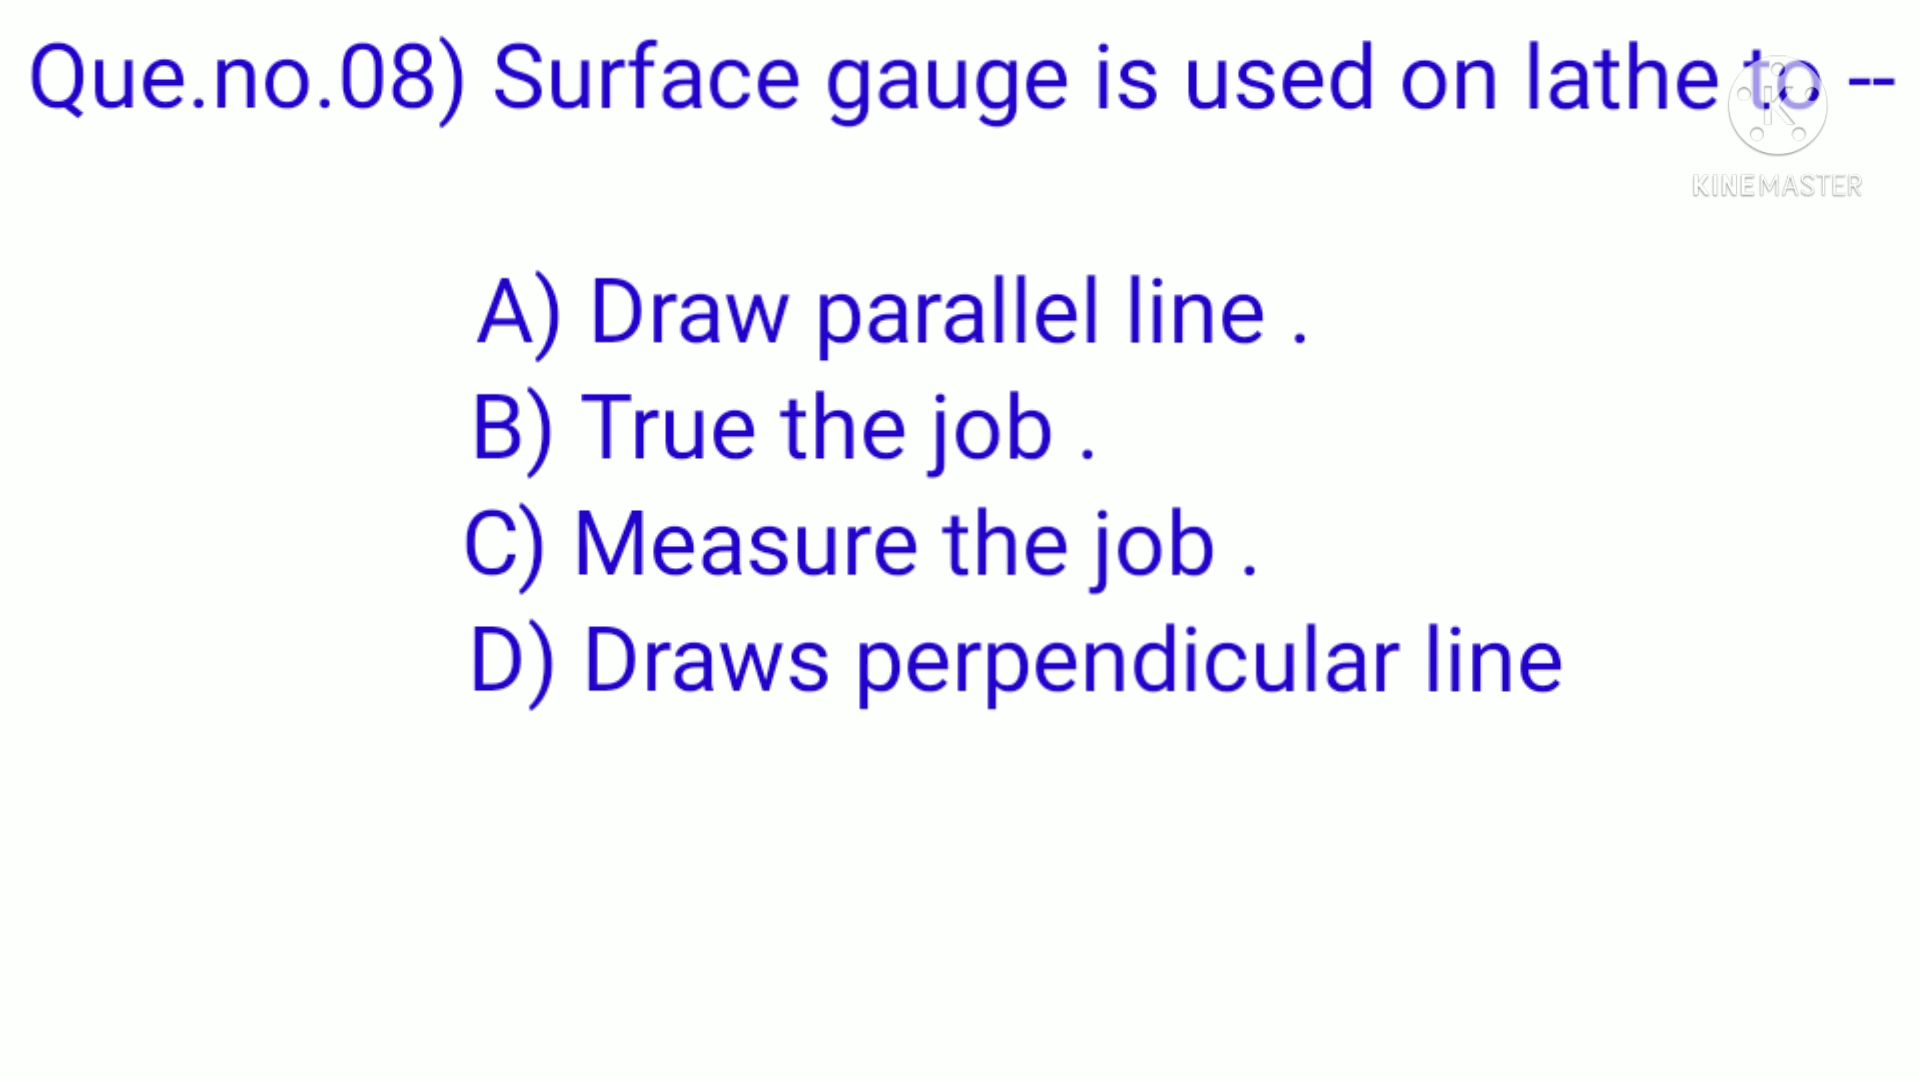 Que.no.08) Surface gauge is used on lathe to --
KINEMASTER
A) Draw parallel line .
B) True the job .
C) Measure the job .
D) Draws perpendicular line